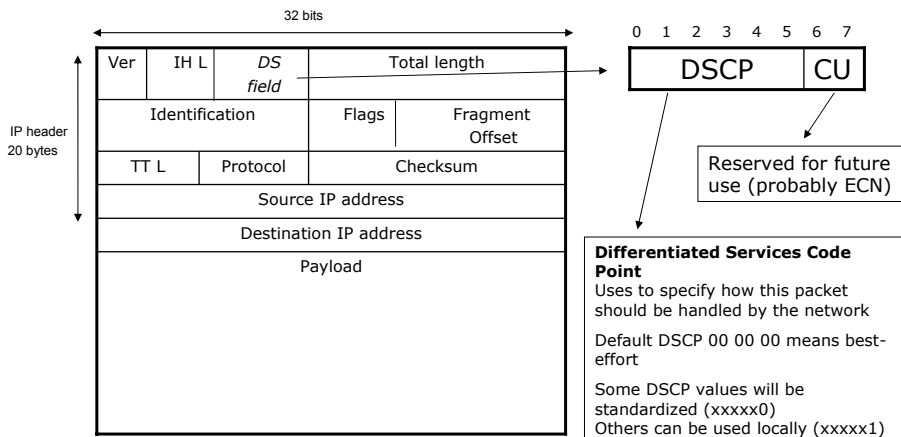 32 bits
0 1 2 3 4 5 6 7
Ver IH L DS field Total length
DSCP CU
Identification Flags Fragment Offset
IP header
20 bytes
TT L Protocol Checksum
Reserved for future
use (probably ECN)
Source IP address
Destination IP address
Payload
Differentiated Services Code
Point
Uses to specify how this packet
should be handled by the network
Default DSCP 00 00 00 means best-
effort
Some DSCP values will be
standardized (xxxxx0)
Others can be used locally (xxxxx1)